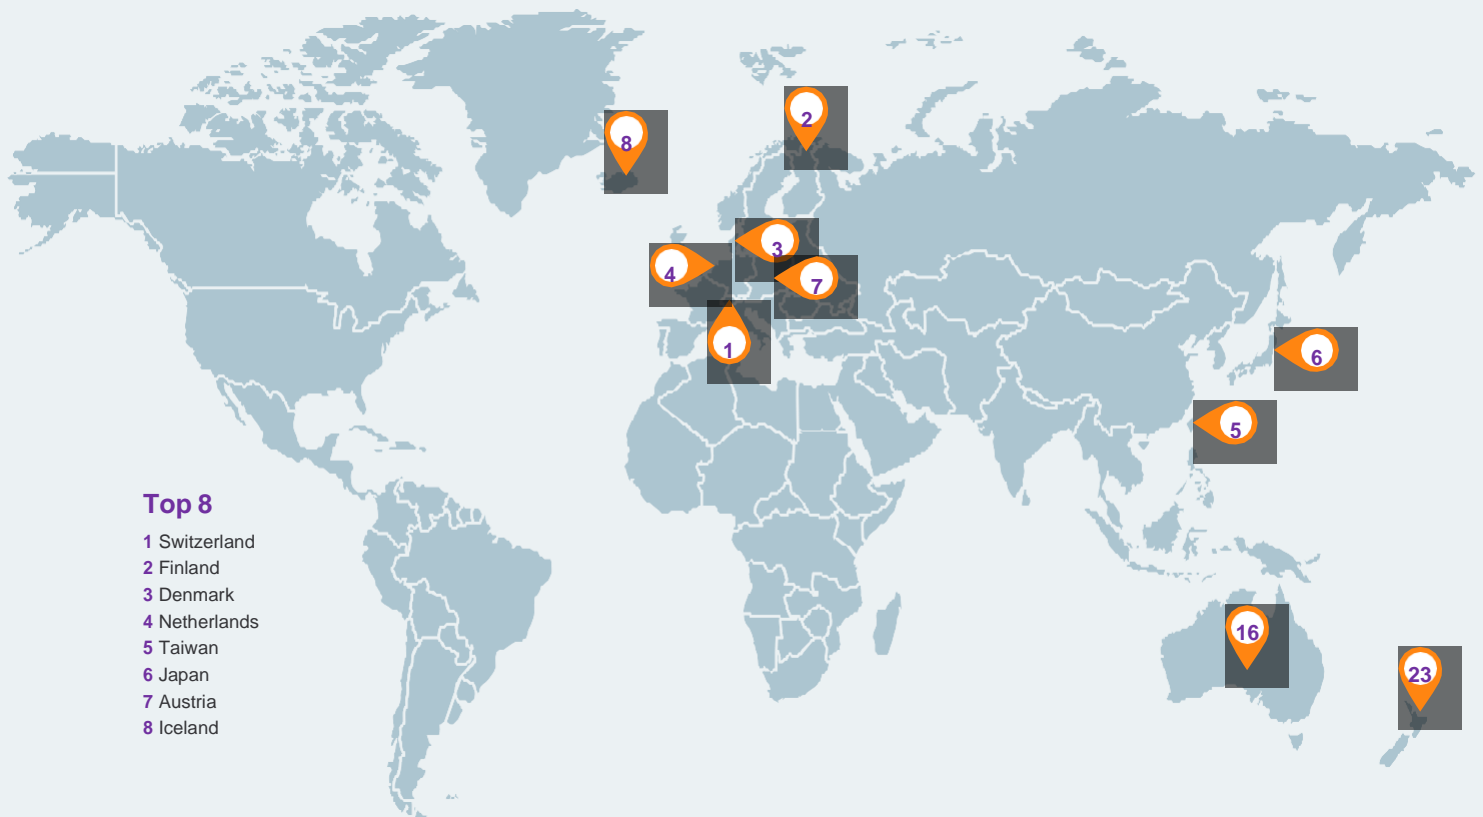 8
2
3
4
7
1
6
5
Top 8
1 Switzerland
2 Finland
3 Denmark
4 Netherlands
5 Taiwan
6 Japan
7 Austria
8 Iceland
16
23